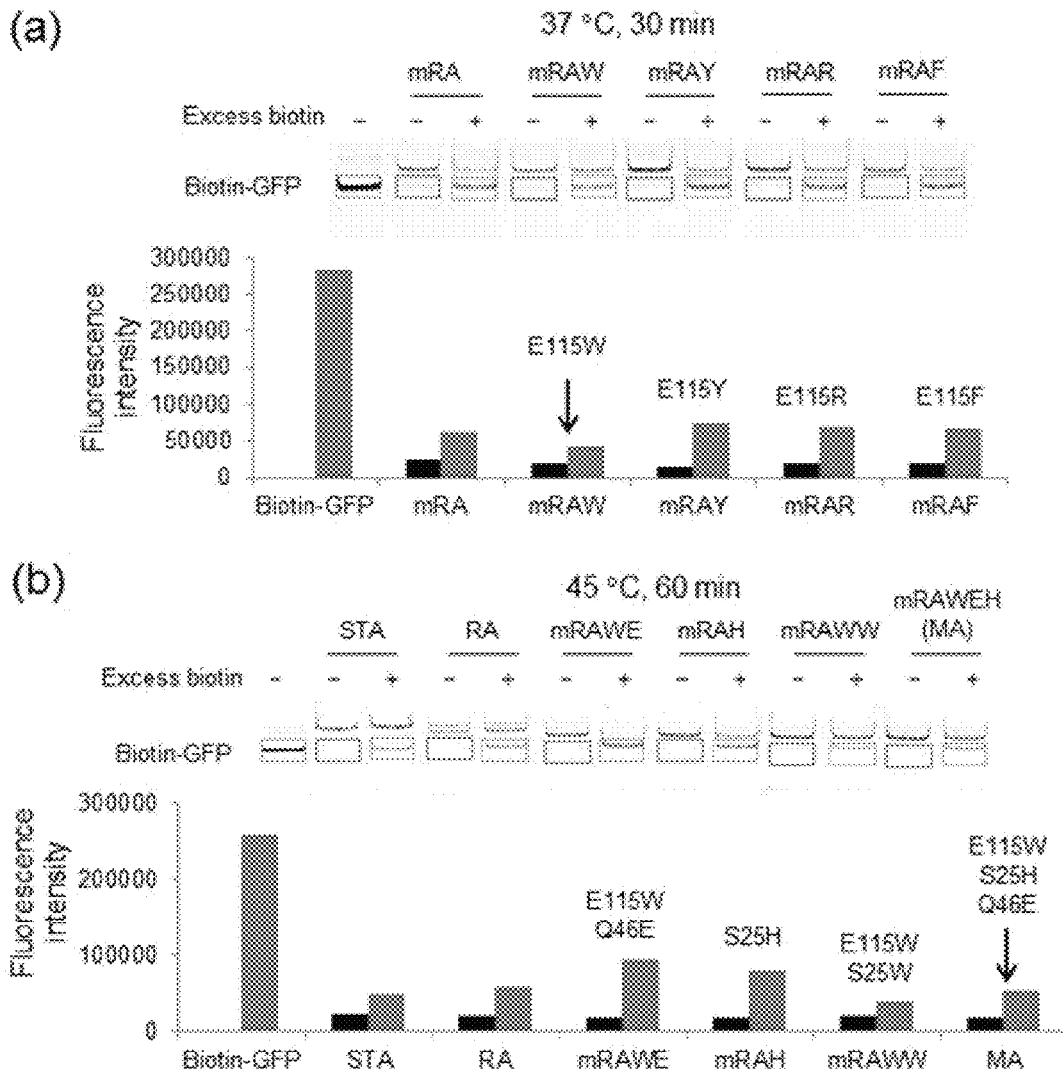 (a)
37 °C, 30 min
mRA mRAW mRAY mRAR mRAF
Excess biotin - - + - + - + - + - +
Biotin-GFP
Fluorescence intensity
300000
250000
200000
150000
100000
50000
0
E115W
E115Y
E115R
E115F
Biotin-GFP mRA mRAW mRAY mRAR mRAF
(b)
45 °C, 60 min
STA RA mRAWE mRAH mRAWW mRAWEH
(MA)
Excess biotin - - + - + - + - + - + - +
Biotin-GFP
Fluorescence intensity
300000
200000
100000
0
E115W
Q46E
S25H
E115W
S25W
E115W
S25H
Q46E
Biotin-GFP STA RA mRAWE mRAH mRAWW MA